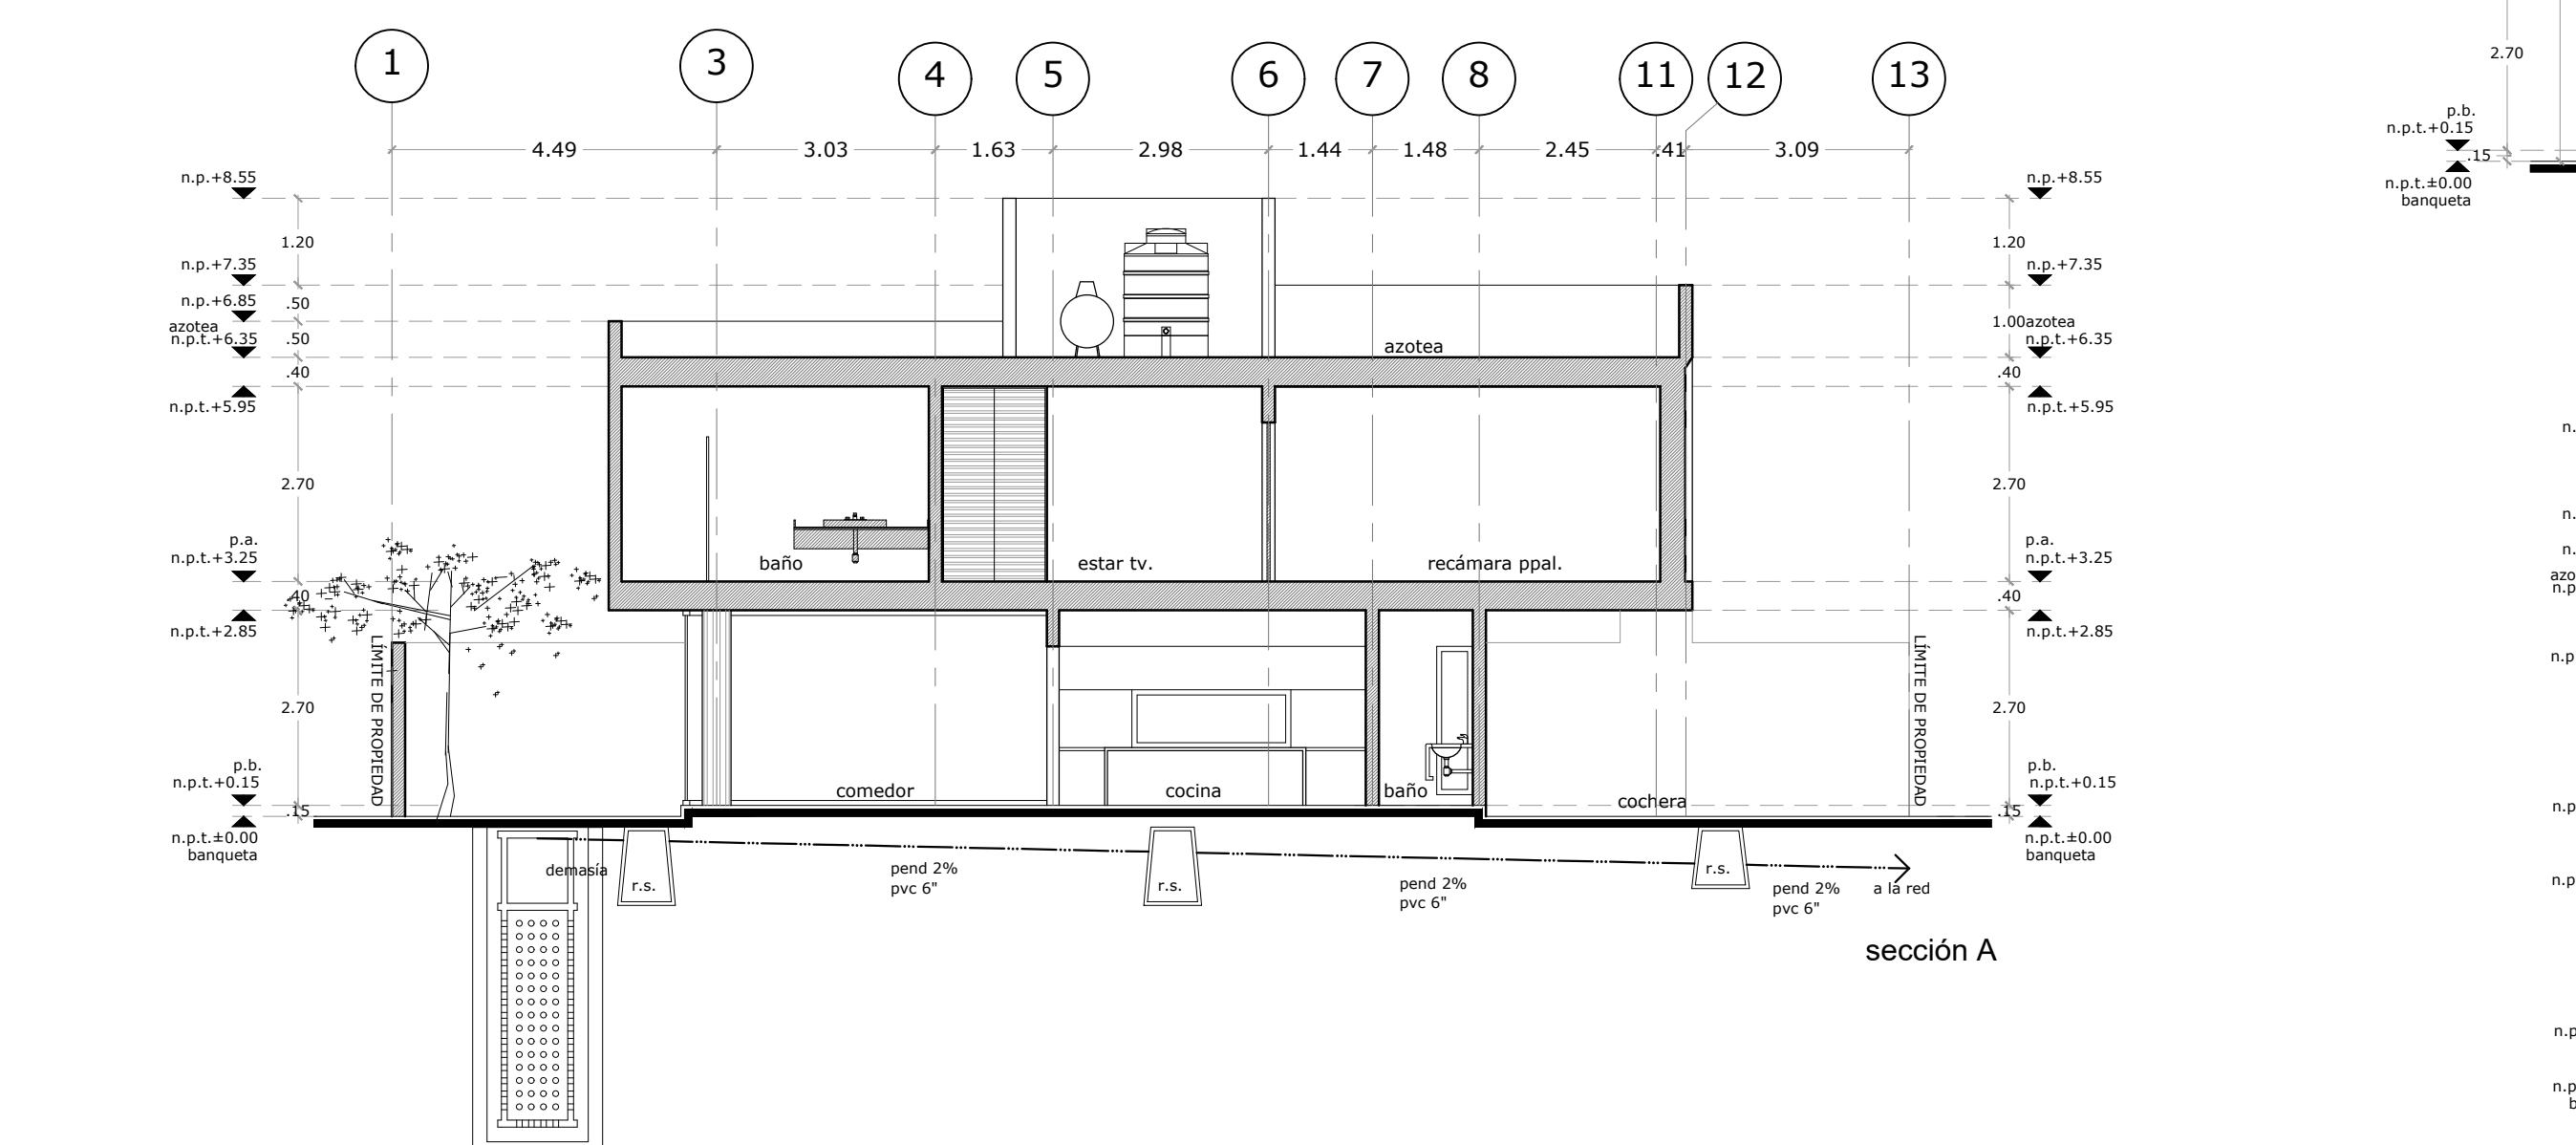 1
3
4
5
6
7
8
11
12
13
4.49
3.03
1.63
2.98
1.44
1.48
2.45
.41
3.09
n.p.+8.55
1.20
n.p.+7.35
.50
n.p.+6.85
azotea
n.p.t.+6.35
.50
.40
n.p.t.+5.95
2.70
p.a.
n.p.t.+3.25
.40
n.p.t.+2.85
2.70
p.b.
n.p.t.+0.15
.15
n.p.t.±0.00
banqueta
LÍMITE DE PROPIEDAD
azotea
baño
estar tv.
recámara ppal.
comedor
cocina
baño
cochera
LÍMITE DE PROPIEDAD
n.p.+8.55
1.20
n.p.+7.35
1.00
azotea
n.p.t.+6.35
.40
n.p.t.+5.95
2.70
p.a.
n.p.t.+3.25
.40
n.p.t.+2.85
2.70
p.b.
n.p.t.+0.15
.15
n.p.t.±0.00
banqueta
demasía
r.s.
pend 2%
pvc 6"
r.s.
pend 2%
pvc 6"
r.s.
pend 2%
pvc 6"
a la red
sección A
2.70
p.b.
n.p.t.+0.15
.15
n.p.t.±0.00
banqueta